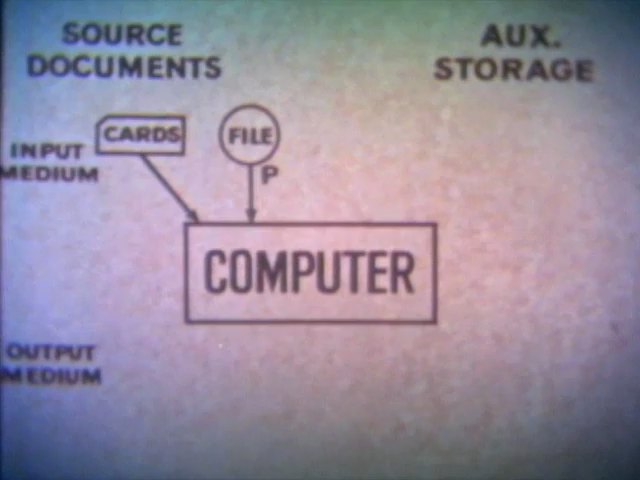 SOURCE
DOCUMENTS
AUX.
STORAGE
CARDS
FILE
INPUT
MEDIUM
P
COMPUTER
OUTPUT
MEDIUM